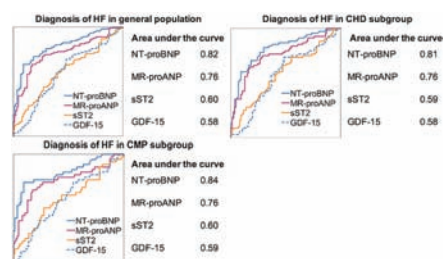 Diagnosis of HF in general population
Area under the curve
NT-proBNP 0.82
MR-proANP 0.76
sST2 0.60
GDF-15 0.58
NT-proBNP
MR-proANP
sST2
GDF-15
Diagnosis of HF in CHD subgroup
Area under the curve
NT-proBNP 0.81
MR-proANP 0.76
sST2 0.59
GDF-15 0.58
NT-proBNP
MR-proANP
sST2
GDF-15
Diagnosis of HF in CMP subgroup
Area under the curve
NT-proBNP 0.84
MR-proANP 0.76
sST2 0.60
GDF-15 0.59
NT-proBNP
MR-proANP
sST2
GDF-15